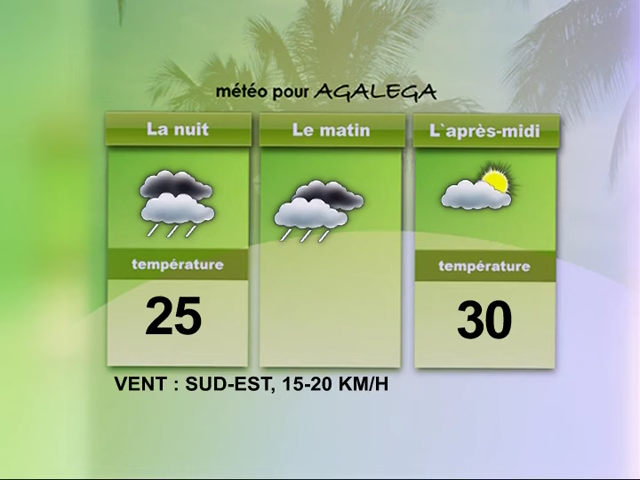 météo pour AGALEGA
La nuit
Le matin
L`après-midi
température
température
25
30
VENT : SUD-EST, 15-20 KM/H